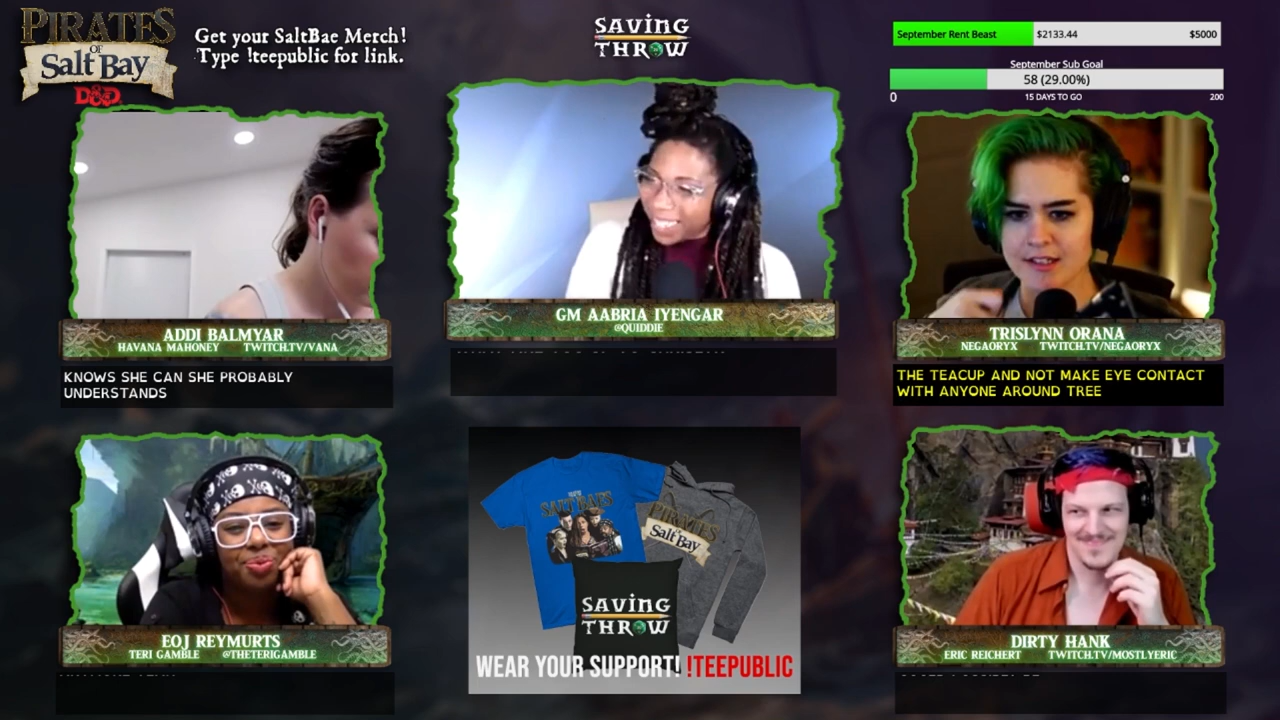 PIRATES
OF
Salt Bay
D&D
Get your SaltBae Merch!
Type !teepublic for link.
SAVING
THROW
September Rent Beast $2133.44 $5000
September Sub Goal
58 (29.00%)
0 15 DAYS TO GO 200
ADDI BALMYAR
HAVANA MAHONEY TWITCH.TV/VANA
KNOWS SHE CAN SHE PROBABLY
UNDERSTANDS
GM AABRIA IYENGAR
@QUIDDIE
TRISLYNN ORANA
NEGAORYX TWITCH.TV/NEGAORYX
THE TEACUP AND NOT MAKE EYE CONTACT
WITH ANYONE AROUND TREE
EOJ REYMURTS
TERI GAMBLE @THETERIGAMBLE
SALT BAES
PIRATES
OF
Salt Bay
SAVING
THROW
WEAR YOUR SUPPORT! !TEEPUBLIC
DIRTY HANK
ERIC REICHERT TWITCH.TV/MOSTLYERIC